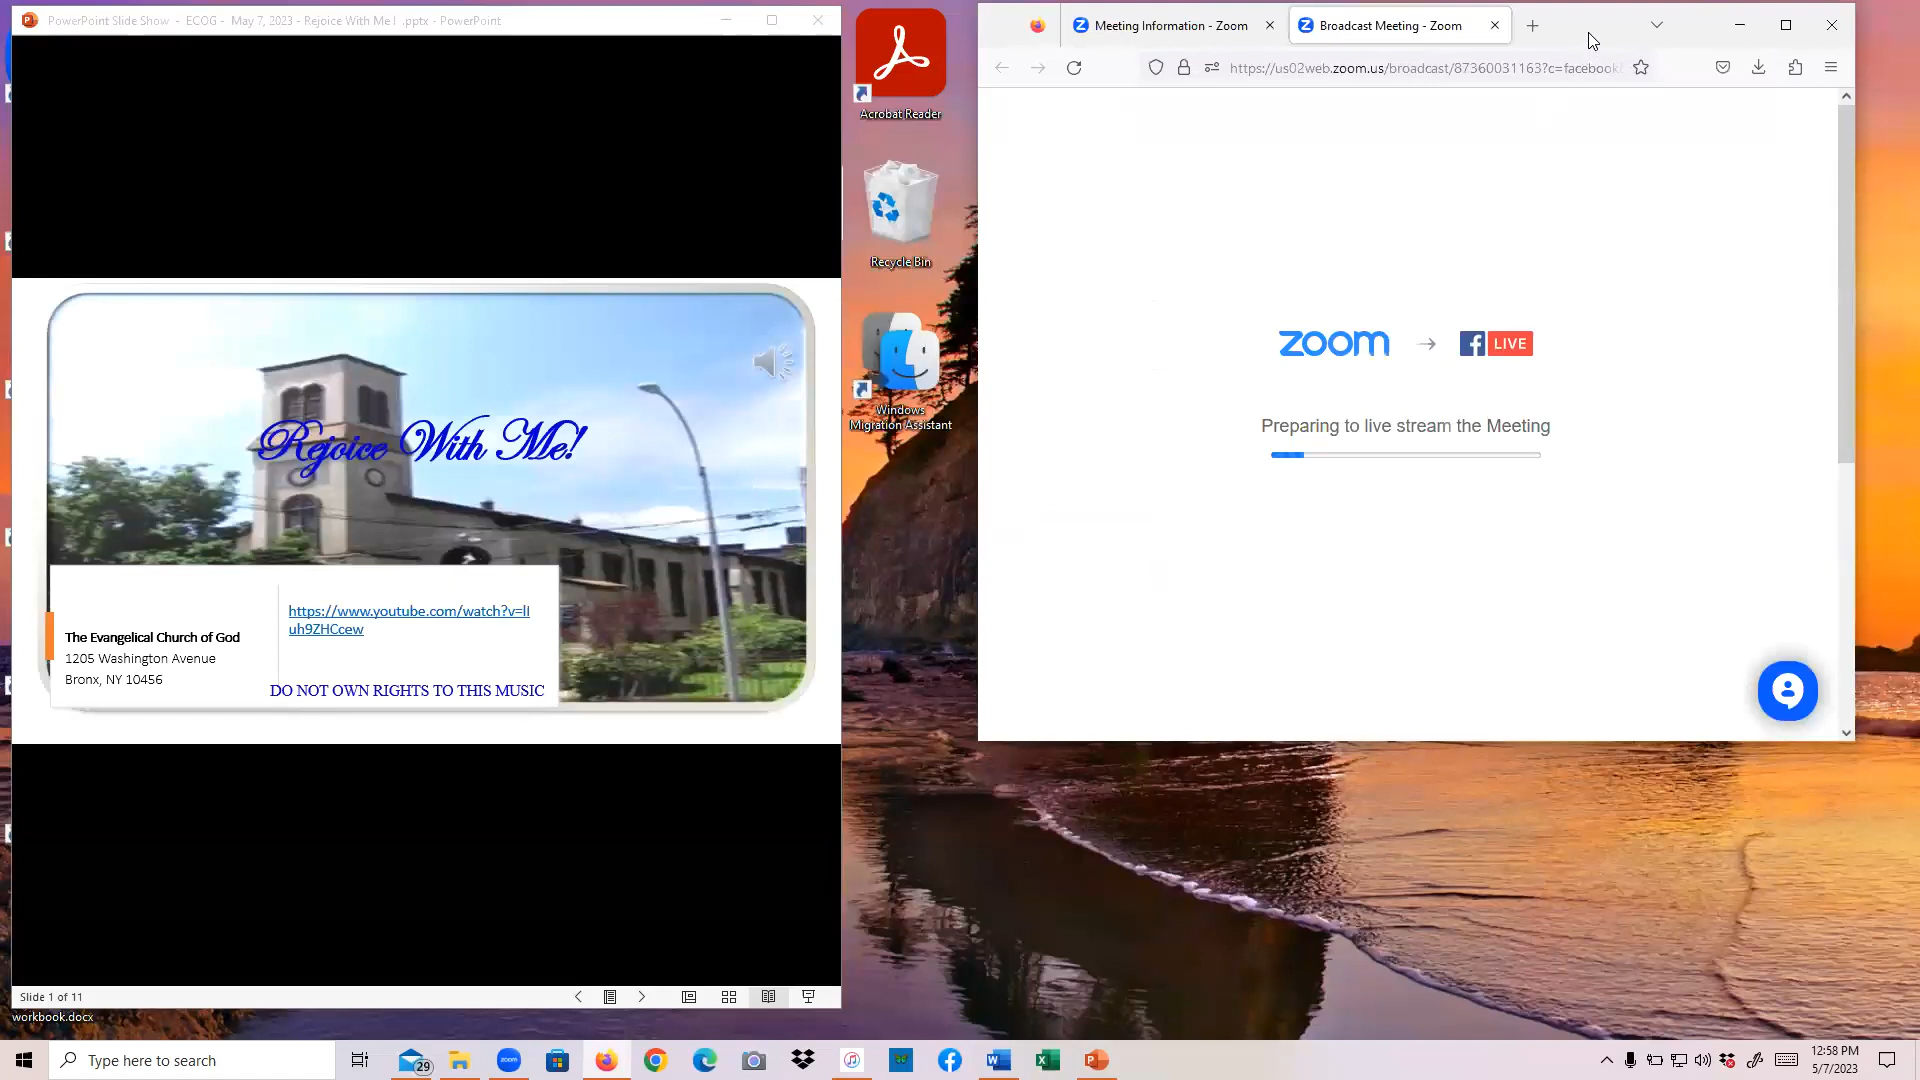 PowerPoint Slide Show - ECOG - May 7, 2023 - Rejoice With Me ! .pptx - PowerPoint
Rejoice With Me!
https://www.youtube.com/watch?v=lI
uh9ZHCcew
The Evangelical Church of God
1205 Washington Avenue
Bronx, NY 10456
DO NOT OWN RIGHTS TO THIS MUSIC
Slide 1 of 11
workbook.docx
Acrobat Reader
Recycle Bin
Windows
Migration Assistant
Meeting Information - Zoom
Broadcast Meeting - Zoom
https://us02web.zoom.us/broadcast/87360031163?c=facebook
zoom
LIVE
Preparing to live stream the Meeting
Type here to search
29
zoom
12:58 PM
5/7/2023